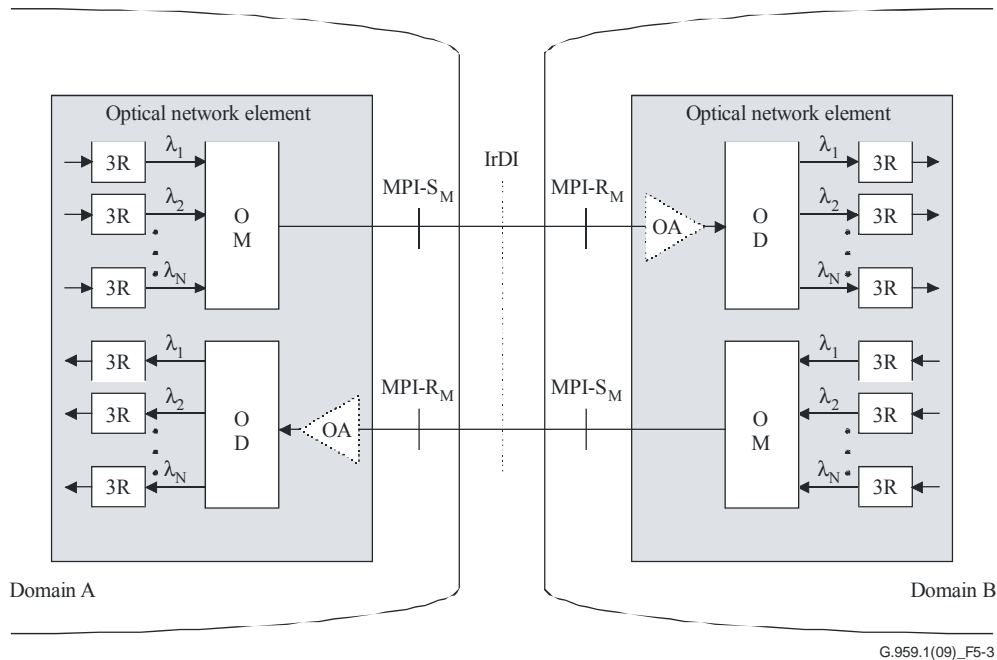 Optical network element
3R
λ1
3R
λ2
3R
λN
O
M
MPI-SM
IrDI
MPI-RM
OA
Optical network element
O
D
λ1
3R
λ2
3R
λN
3R
3R
λ1
3R
λ2
3R
λN
O
D
OA
MPI-RM
MPI-SM
O
M
λ1
3R
λ2
3R
λN
3R
Domain A
Domain B
G.959.1(09)_F5-3